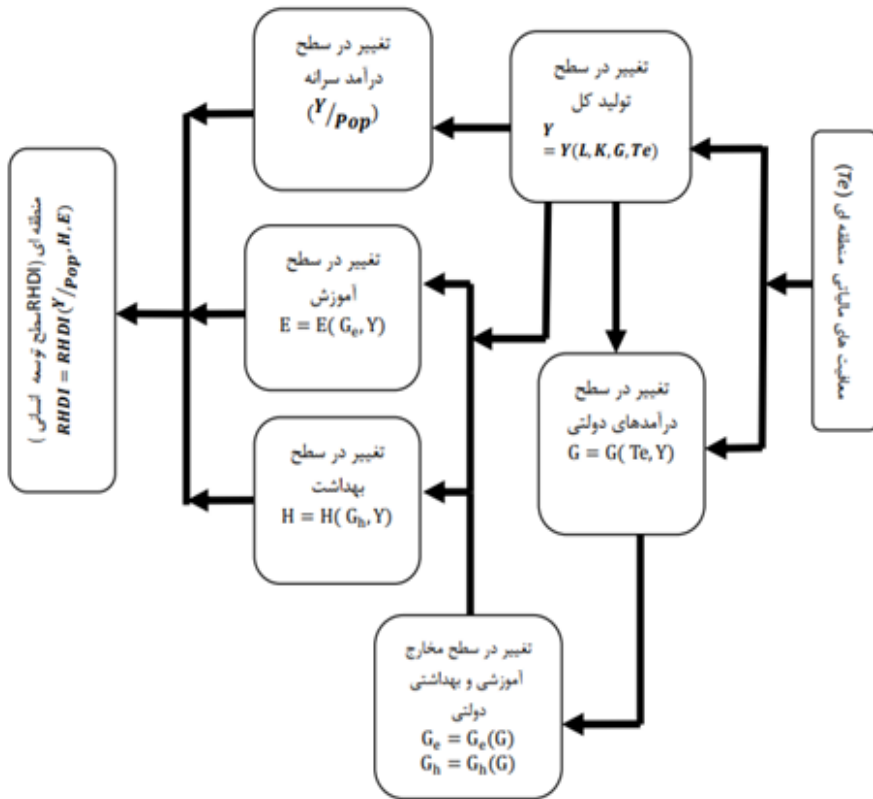 معافیت های مالیاتی منطقه ای (Te)
تغییر در سطح
تولید کل
Y
= Y(L, K, G, Te)
تغییر در سطح
درآمدهای دولتی
G = G( Te, Y)
تغییر در سطح
درآمد سرانه
(Y/Pop)
تغییر در سطح
آموزش
E = E( Gₑ, Y)
تغییر در سطح
بهداشت
H = H( Gₕ, Y)
تغییر در سطح مخارج
آموزشی و بهداشتی
دولتی
Gₑ = Gₑ(G)
Gₕ = Gₕ(G)
منطقه ای (RHDIسطح توسعه انسانی )
RHDI = RHDI(Y/Pop, H, E)